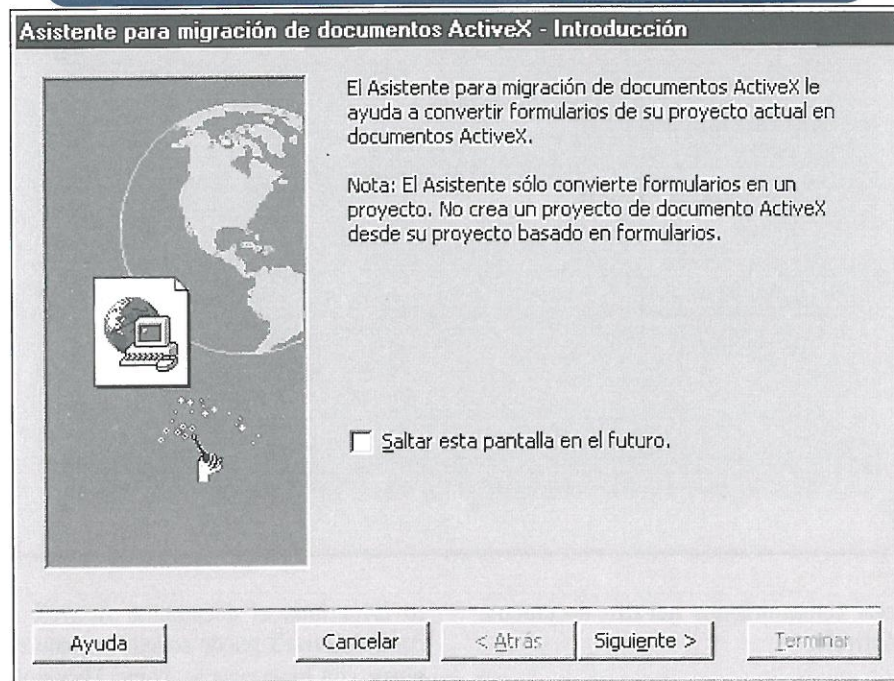 Asistente para migración de documentos ActiveX - Introducción
El Asistente para migración de documentos ActiveX le
ayuda a convertir formularios de su proyecto actual en
documentos ActiveX.
Nota: El Asistente sólo convierte formularios en un
proyecto. No crea un proyecto de documento ActiveX
desde su proyecto basado en formularios.
Saltar esta pantalla en el futuro.
Ayuda
Cancelar
< Atrás
Siguiente >
Terminar